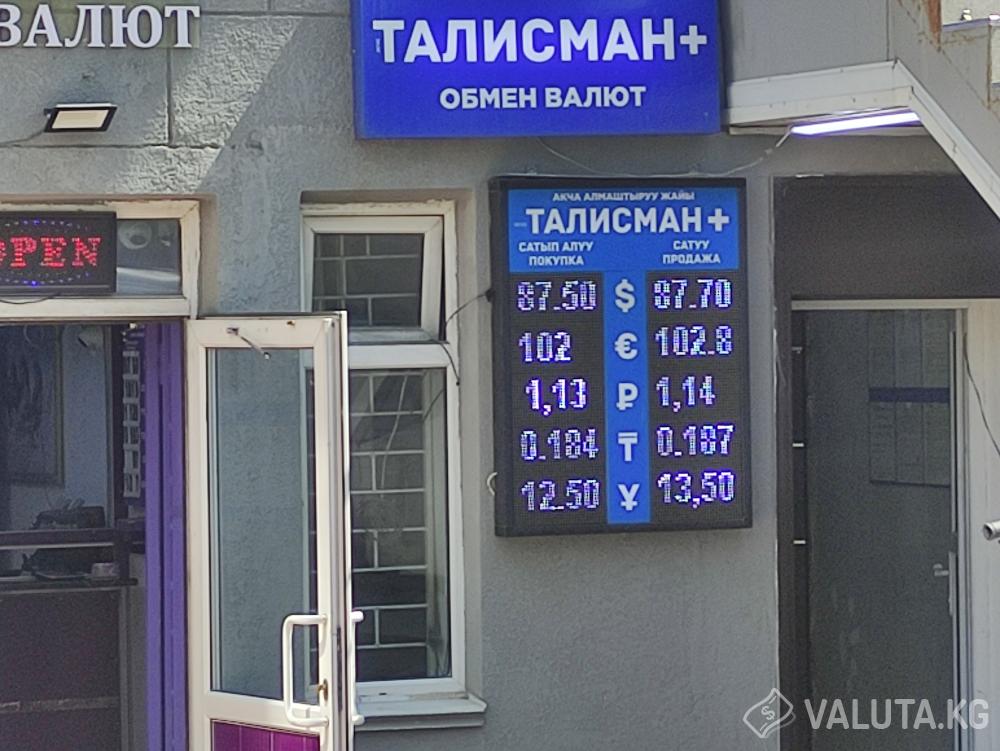 ВАЛЮТ
ТАЛИСМАН+
ОБМЕН ВАЛЮТ
OPEN
АКЧА АЛМАШТЫРУУ ЖАЙЫ
ТАЛИСМАН+
САТЫП АЛУУ САТУУ
ПОКУПКА ПРОДАЖА
87.50 $ 87.70
102 € 102.8
1,13 ₽ 1,14
0.184 ₸ 0.187
12.50 ¥ 13,50
VALUTA.KG